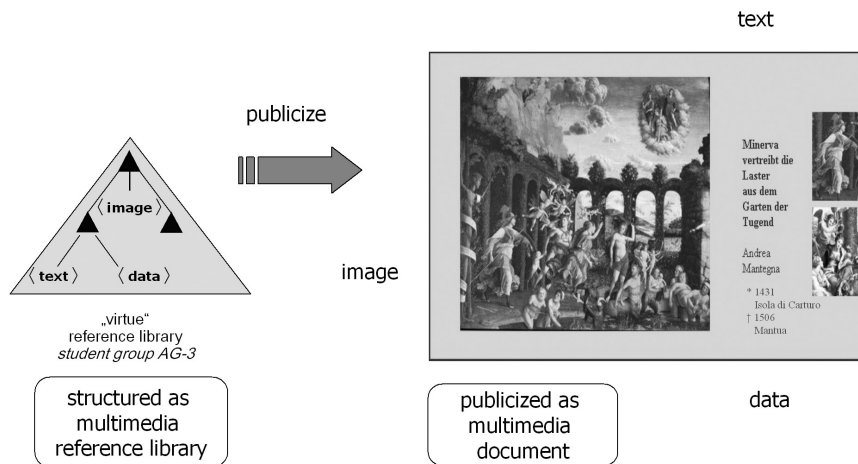 text
publicize
〈 image 〉
〈 text 〉 〈 data 〉
„virtue“
reference library
student group AG-3
structured as
multimedia
reference library
image
Minerva
vertreibt die
Laster
aus dem
Garten der
Tugend
Andrea
Mantegna
* 1431
Isola di Carturo
† 1506
Mantua
publicized as
multimedia
document
data